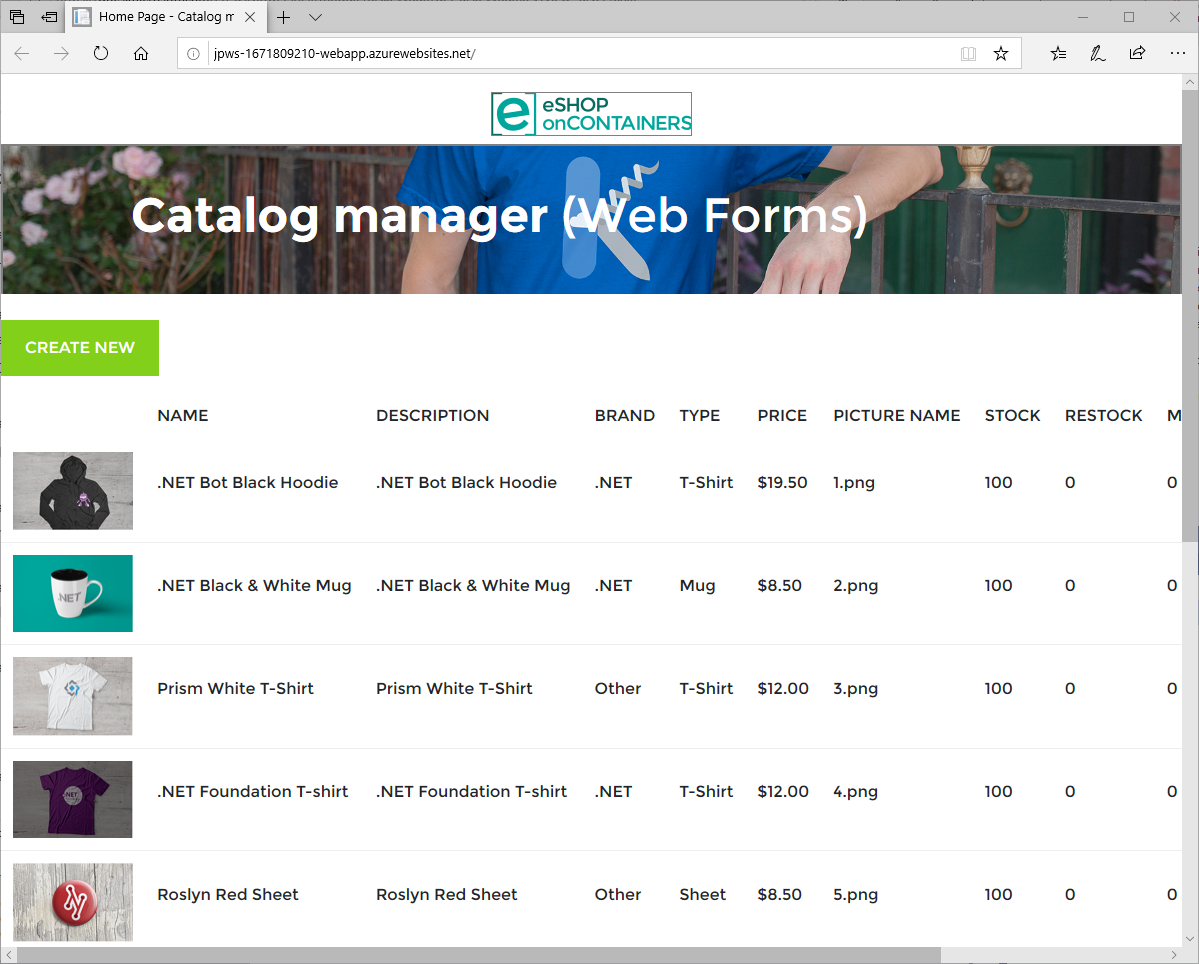 Home Page - Catalog m
jpws-1671809210-webapp.azurewebsites.net/
e eSHOP
onCONTAINERS
Catalog manager (Web Forms)
CREATE NEW
NAME DESCRIPTION BRAND TYPE PRICE PICTURE NAME STOCK RESTOCK M
.NET Bot Black Hoodie .NET Bot Black Hoodie .NET T-Shirt $19.50 1.png 100 0 0
.NET
.NET Black & White Mug .NET Black & White Mug .NET Mug $8.50 2.png 100 0 0
Prism White T-Shirt Prism White T-Shirt Other T-Shirt $12.00 3.png 100 0 0
.NET
.NET Foundation T-shirt .NET Foundation T-shirt .NET T-Shirt $12.00 4.png 100 0 0
Roslyn Red Sheet Roslyn Red Sheet Other Sheet $8.50 5.png 100 0 0